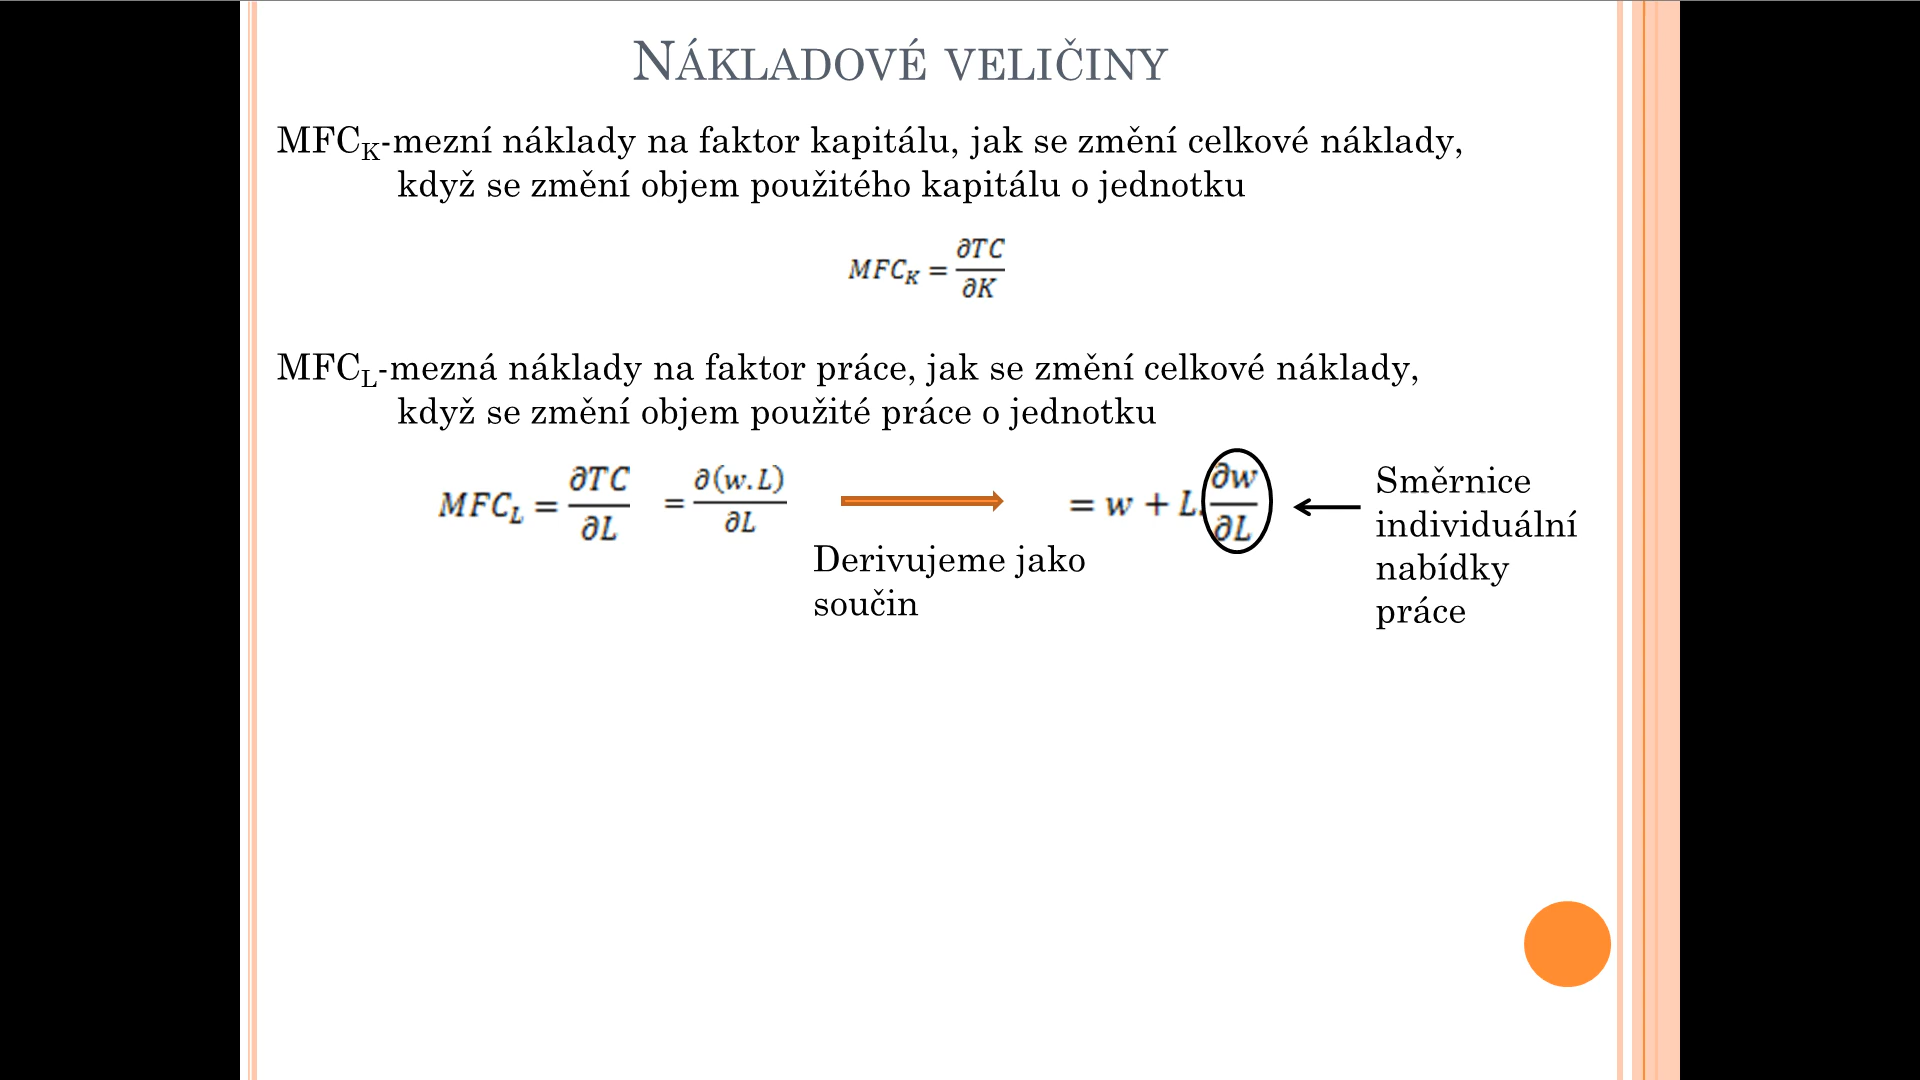 Nákladové veličiny
MFC_K-mezní náklady na faktor kapitálu, jak se změní celkové náklady,
když se změní objem použitého kapitálu o jednotku
MFC_K = ∂TC/∂K
MFC_L-mezná náklady na faktor práce, jak se změní celkové náklady,
když se změní objem použité práce o jednotku
MFC_L = ∂TC/∂L = ∂(w.L)/∂L = w + L.∂w/∂L
Derivujeme jako
součin
Směrnice
individuální
nabídky
práce